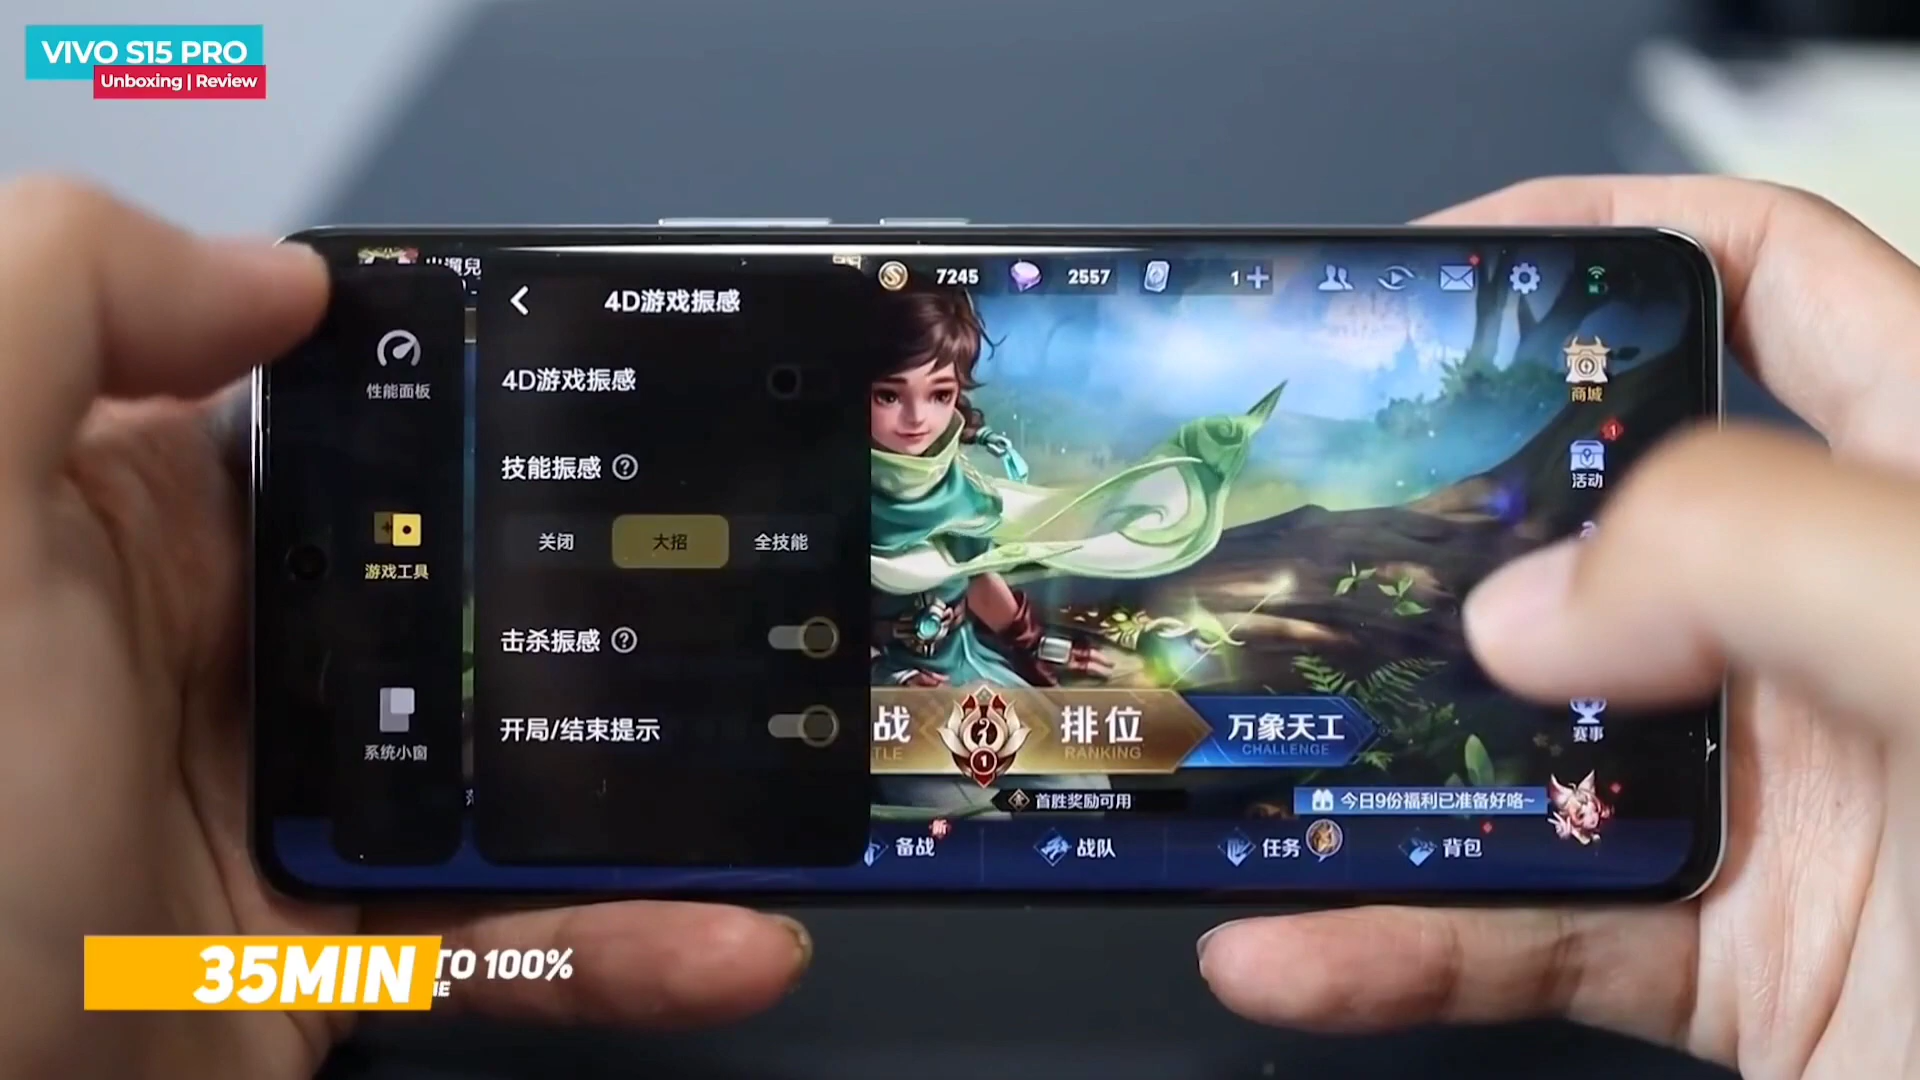 VIVO S15 PRO
Unboxing | Review
7245
2557
1
4D游戏振感
性能面板
4D游戏振感
商城
技能振感
1
活动
关闭
大招
全技能
游戏工具
击杀振感
开局/结束提示
系统小窗
战
排位
RANKING
万象天工
CHALLENGE
1
赛事
首胜奖励可用
今日9份福利已准备好咯~
新
备战
战队
任务
背包
35MIN
TO 100%